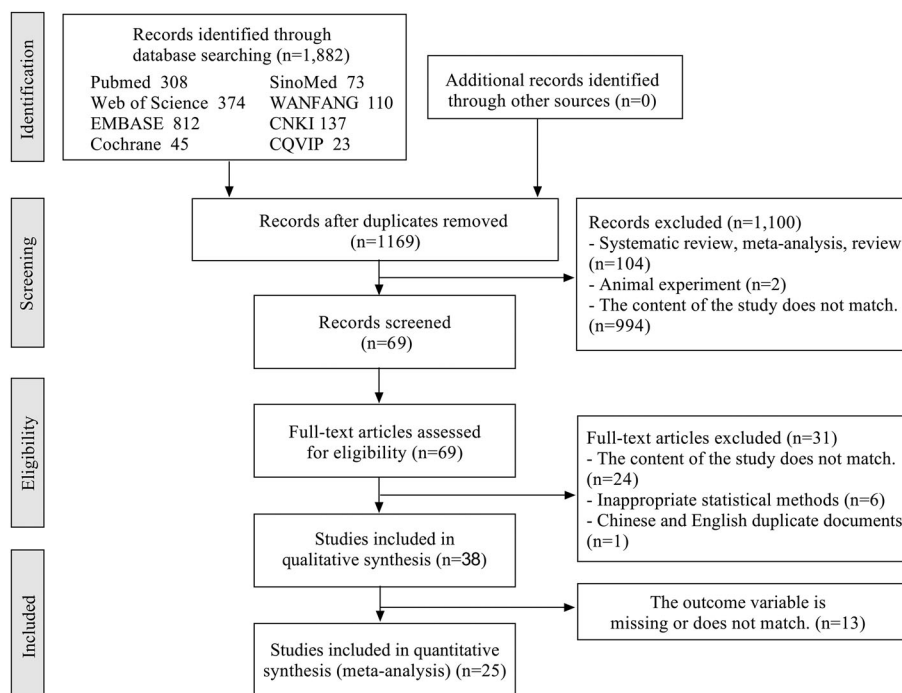 Identification
Records identified through
database searching (n=1,882)
Pubmed 308
Web of Science 374
EMBASE 812
Cochrane 45
SinoMed 73
WANFANG 110
CNKI 137
CQVIP 23
Additional records identified
through other sources (n=0)
Screening
Records after duplicates removed
(n=1169)
Records excluded (n=1,100)
- Systematic review, meta-analysis, review
(n=104)
- Animal experiment (n=2)
- The content of the study does not match.
(n=994)
Records screened
(n=69)
Eligibility
Full-text articles assessed
for eligibility (n=69)
Full-text articles excluded (n=31)
- The content of the study does not match.
(n=24)
- Inappropriate statistical methods (n=6)
- Chinese and English duplicate documents
(n=1)
Studies included in
qualitative synthesis (n=38)
Included
The outcome variable is
missing or does not match. (n=13)
Studies included in quantitative
synthesis (meta-analysis) (n=25)